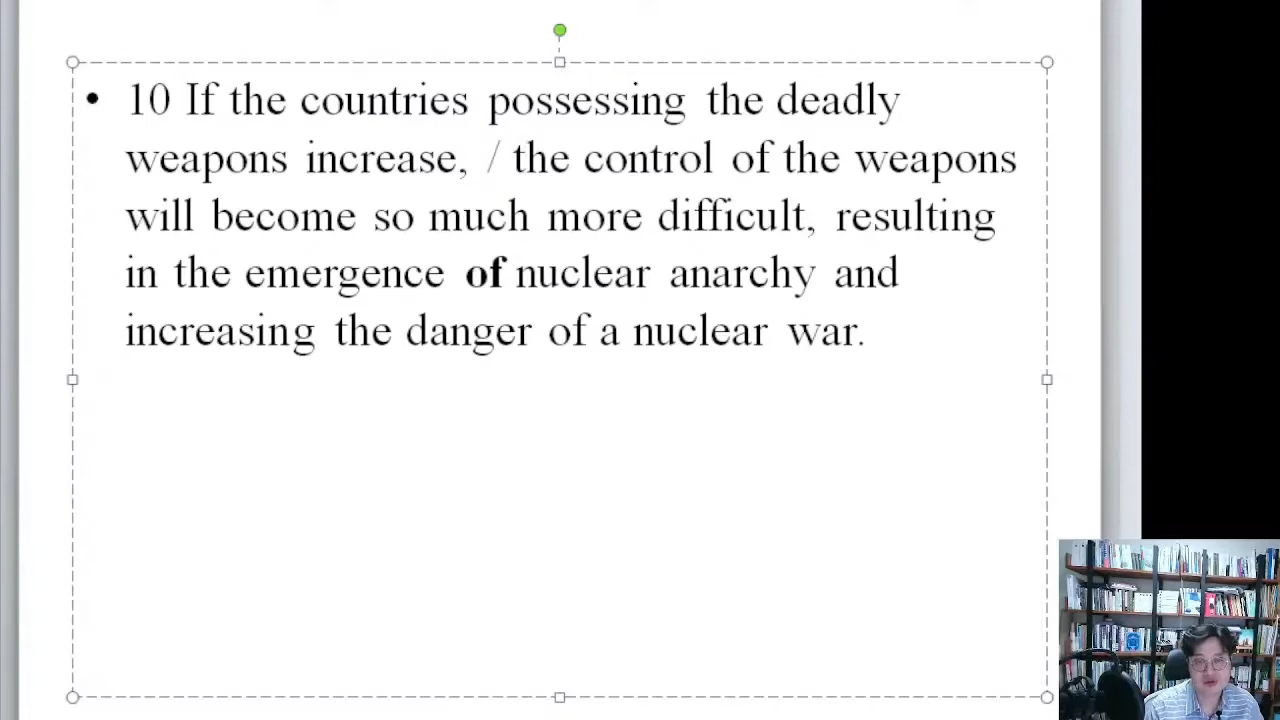 • 10 If the countries possessing the deadly
weapons increase, / the control of the weapons
will become so much more difficult, resulting
in the emergence of nuclear anarchy and
increasing the danger of a nuclear war.